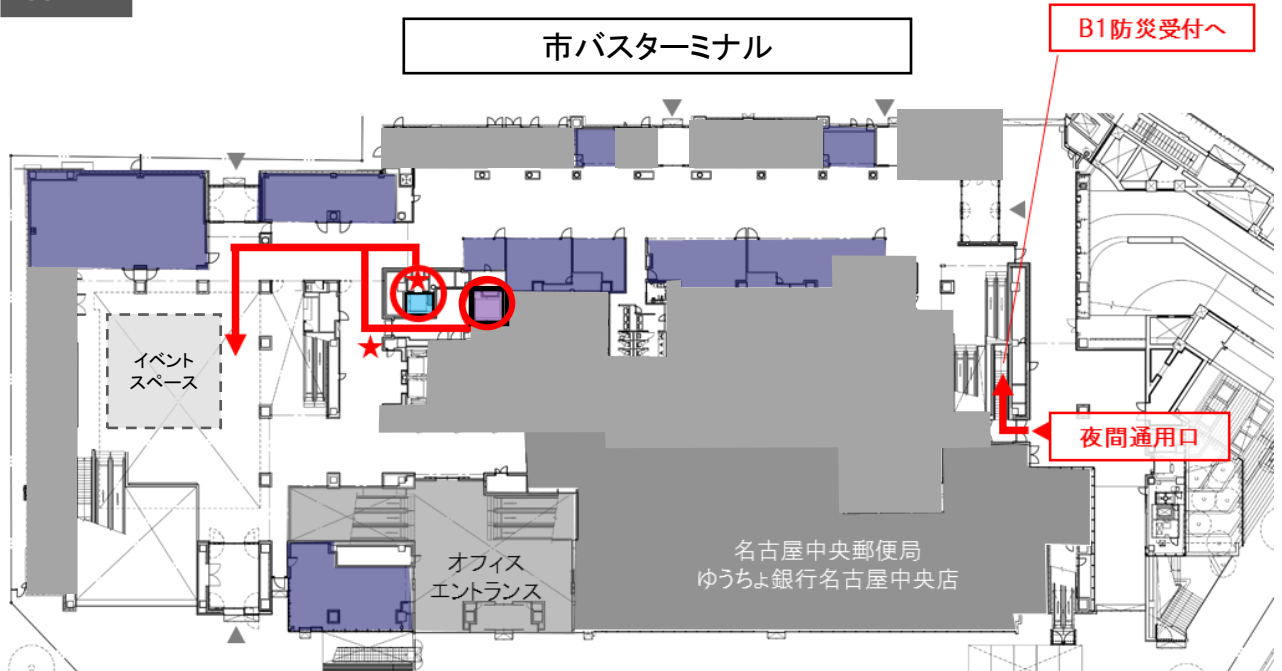 B1防災受付へ
市バスターミナル
イベント
スペース
夜間通用口
名古屋中央郵便局
ゆうちょ銀行名古屋中央店
オフィス
エントランス